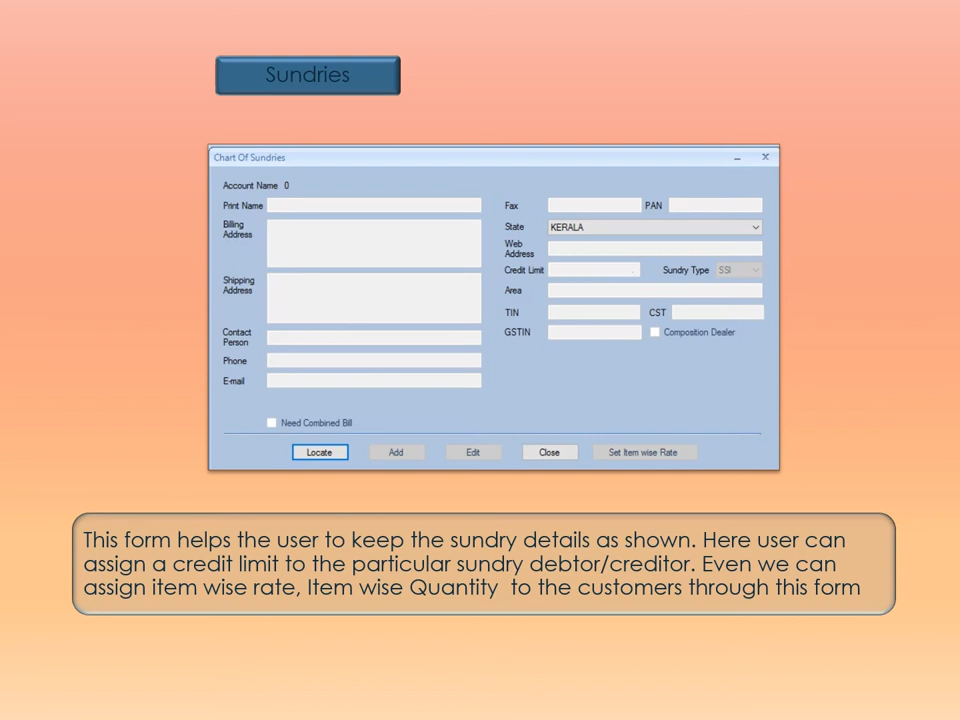 Sundries
Chart Of Sundries
Account Name 0
Print Name
Billing
Address
Shipping
Address
Contact
Person
Phone
E-mail
Need Combined Bill
Fax PAN
State KERALA
Web
Address
Credit Limit . Sundry Type SSI
Area
TIN CST
GSTIN Composition Dealer
Locate Add Edit Close Set Item wise Rate
This form helps the user to keep the sundry details as shown. Here user can
assign a credit limit to the particular sundry debtor/creditor. Even we can
assign item wise rate, Item wise Quantity to the customers through this form